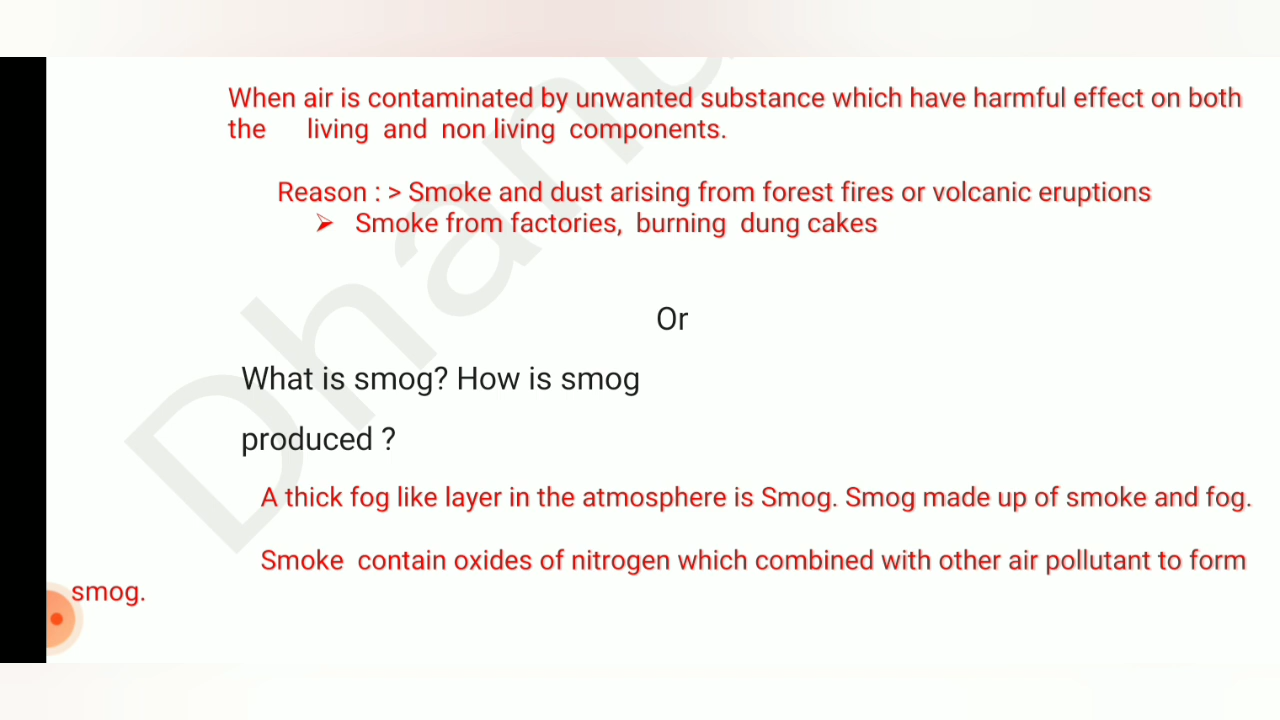 When air is contaminated by unwanted substance which have harmful effect on both
the living and non living components.
Reason : > Smoke and dust arising from forest fires or volcanic eruptions
➢ Smoke from factories, burning dung cakes
Or
What is smog? How is smog
produced ?
A thick fog like layer in the atmosphere is Smog. Smog made up of smoke and fog.
Smoke contain oxides of nitrogen which combined with other air pollutant to form
smog.